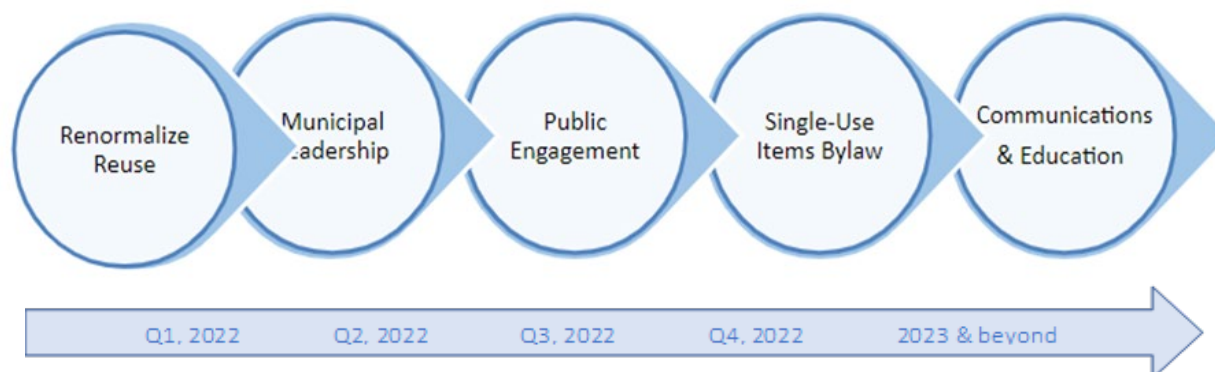 Renormalize
Reuse
Municipal
Leadership
Public
Engagement
Single-Use
Items Bylaw
Communications
& Education
Q1, 2022
Q2, 2022
Q3, 2022
Q4, 2022
2023 & beyond